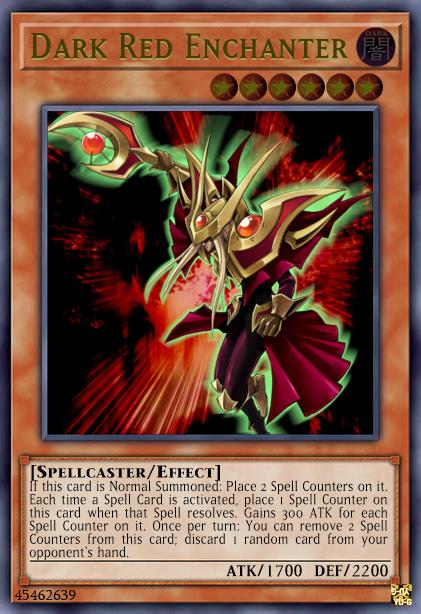 Dark Red Enchanter
DARK
闇
[Spellcaster/Effect]
If this card is Normal Summoned: Place 2 Spell Counters on it.
Each time a Spell Card is activated, place 1 Spell Counter on
this card when that Spell resolves. Gains 300 ATK for each
Spell Counter on it. Once per turn: You can remove 2 Spell
Counters from this card; discard 1 random card from your
opponent's hand.
ATK/1700 DEF/2200
45462639